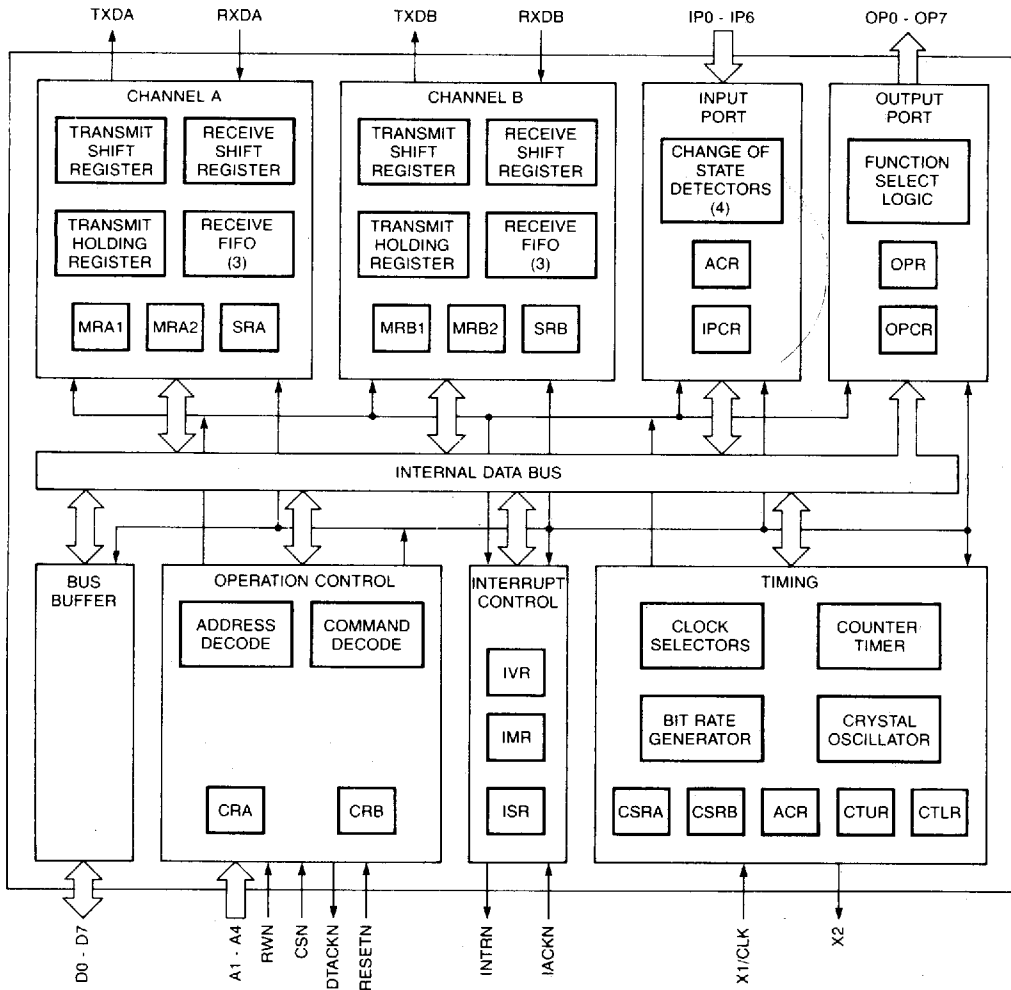 TXDA
RXDA
TXDB
RXDB
IP0 - IP6
OP0 - OP7
CHANNEL A
TRANSMIT
SHIFT
REGISTER
RECEIVE
SHIFT
REGISTER
TRANSMIT
HOLDING
REGISTER
RECEIVE
FIFO
(3)
MRA1
MRA2
SRA
CHANNEL B
TRANSMIT
SHIFT
REGISTER
RECEIVE
SHIFT
REGISTER
TRANSMIT
HOLDING
REGISTER
RECEIVE
FIFO
(3)
MRB1
MRB2
SRB
INPUT
PORT
CHANGE OF
STATE
DETECTORS
(4)
ACR
IPCR
OUTPUT
PORT
FUNCTION
SELECT
LOGIC
OPR
OPCR
INTERNAL DATA BUS
BUS
BUFFER
OPERATION CONTROL
ADDRESS
DECODE
COMMAND
DECODE
CRA
CRB
INTERRUPT
CONTROL
IVR
IMR
ISR
TIMING
CLOCK
SELECTORS
COUNTER
TIMER
BIT RATE
GENERATOR
CRYSTAL
OSCILLATOR
CSRA
CSRB
ACR
CTUR
CTLR
D0 - D7
A1 - A4
RWN
CSN
DTACKN
RESETN
INTRN
IACKN
X1/CLK
X2